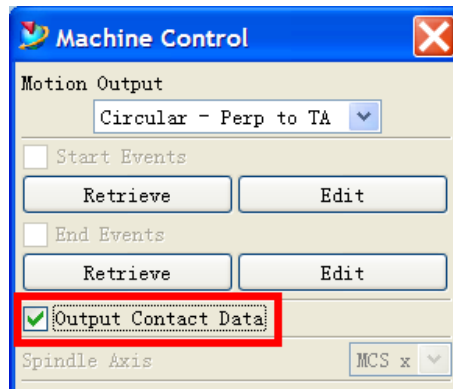 Machine Control
Motion Output
Circular - Perp to TA
Start Events
Retrieve Edit
End Events
Retrieve Edit
Output Contact Data
Spindle Axis MCS x